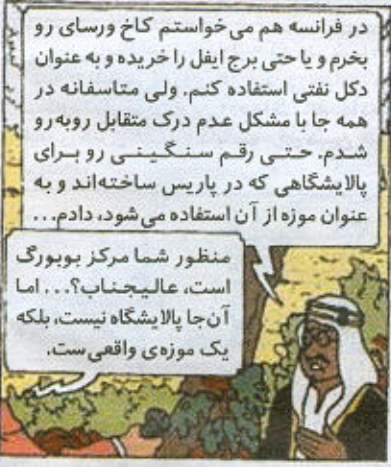 در فرانسه هم می‌خواستم کاخ ورسای رو
بخرم و یا حتی برج ایفل را خریده و به عنوان
دکل نفتی استفاده کنم. ولی متاسفانه در
همه جا با مشکل عدم درک متقابل روبه‌رو
شدم. حتی رقم سنگینی رو برای
پالایشگاهی که در پاریس ساخته‌اند و به
عنوان موزه از آن استفاده می‌شود، دادم...
منظور شما مرکز بوبورگ
است، عالیجناب؟... اما
آن‌جا پالایشگاه نیست، بلکه
یک موزه‌ی واقعی‌ست.